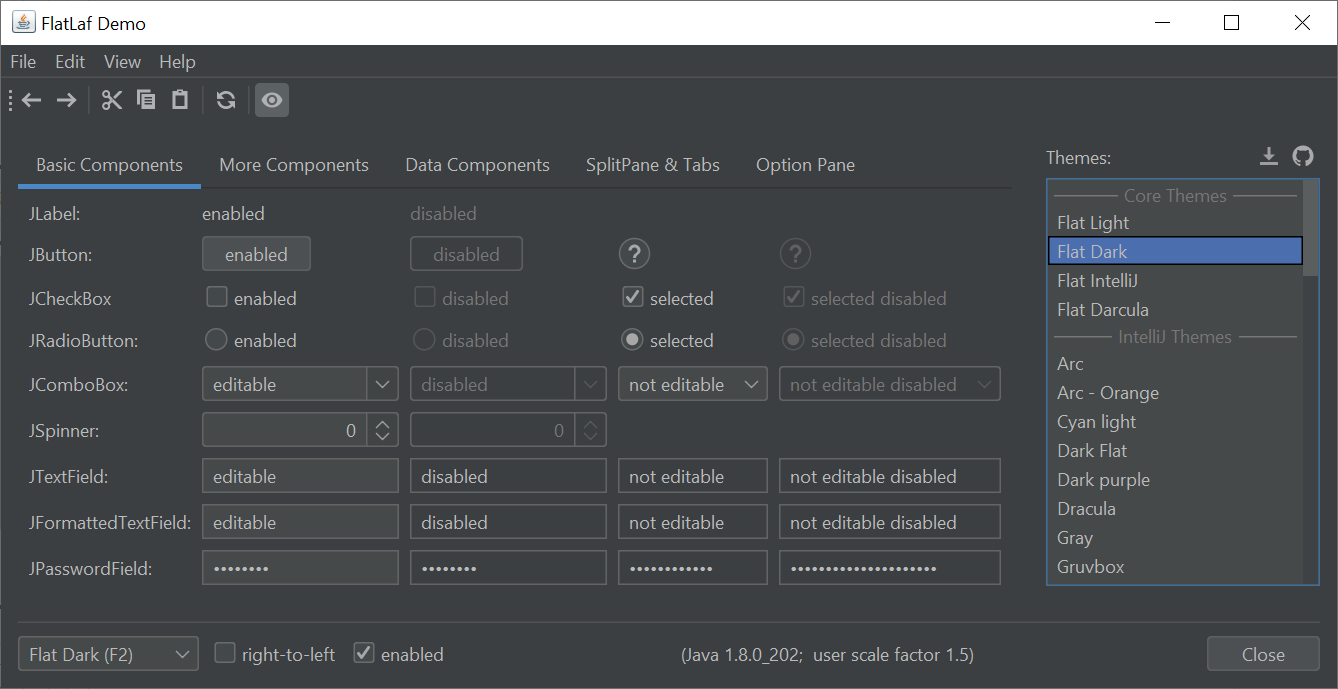 FlatLaf Demo
File Edit View Help
Basic Components More Components Data Components SplitPane & Tabs Option Pane
JLabel: enabled disabled
JButton: enabled disabled ? ?
JCheckBox enabled disabled selected selected disabled
JRadioButton: enabled disabled selected selected disabled
JComboBox: editable disabled not editable not editable disabled
JSpinner: 0 0
JTextField: editable disabled not editable not editable disabled
JFormattedTextField: editable disabled not editable not editable disabled
JPasswordField: •••••••• •••••••• •••••••••••• •••••••••••••••••••••
Themes:
Core Themes
Flat Light
Flat Dark
Flat IntelliJ
Flat Darcula
IntelliJ Themes
Arc
Arc - Orange
Cyan light
Dark Flat
Dark purple
Dracula
Gray
Gruvbox
Flat Dark (F2) right-to-left enabled (Java 1.8.0_202; user scale factor 1.5) Close